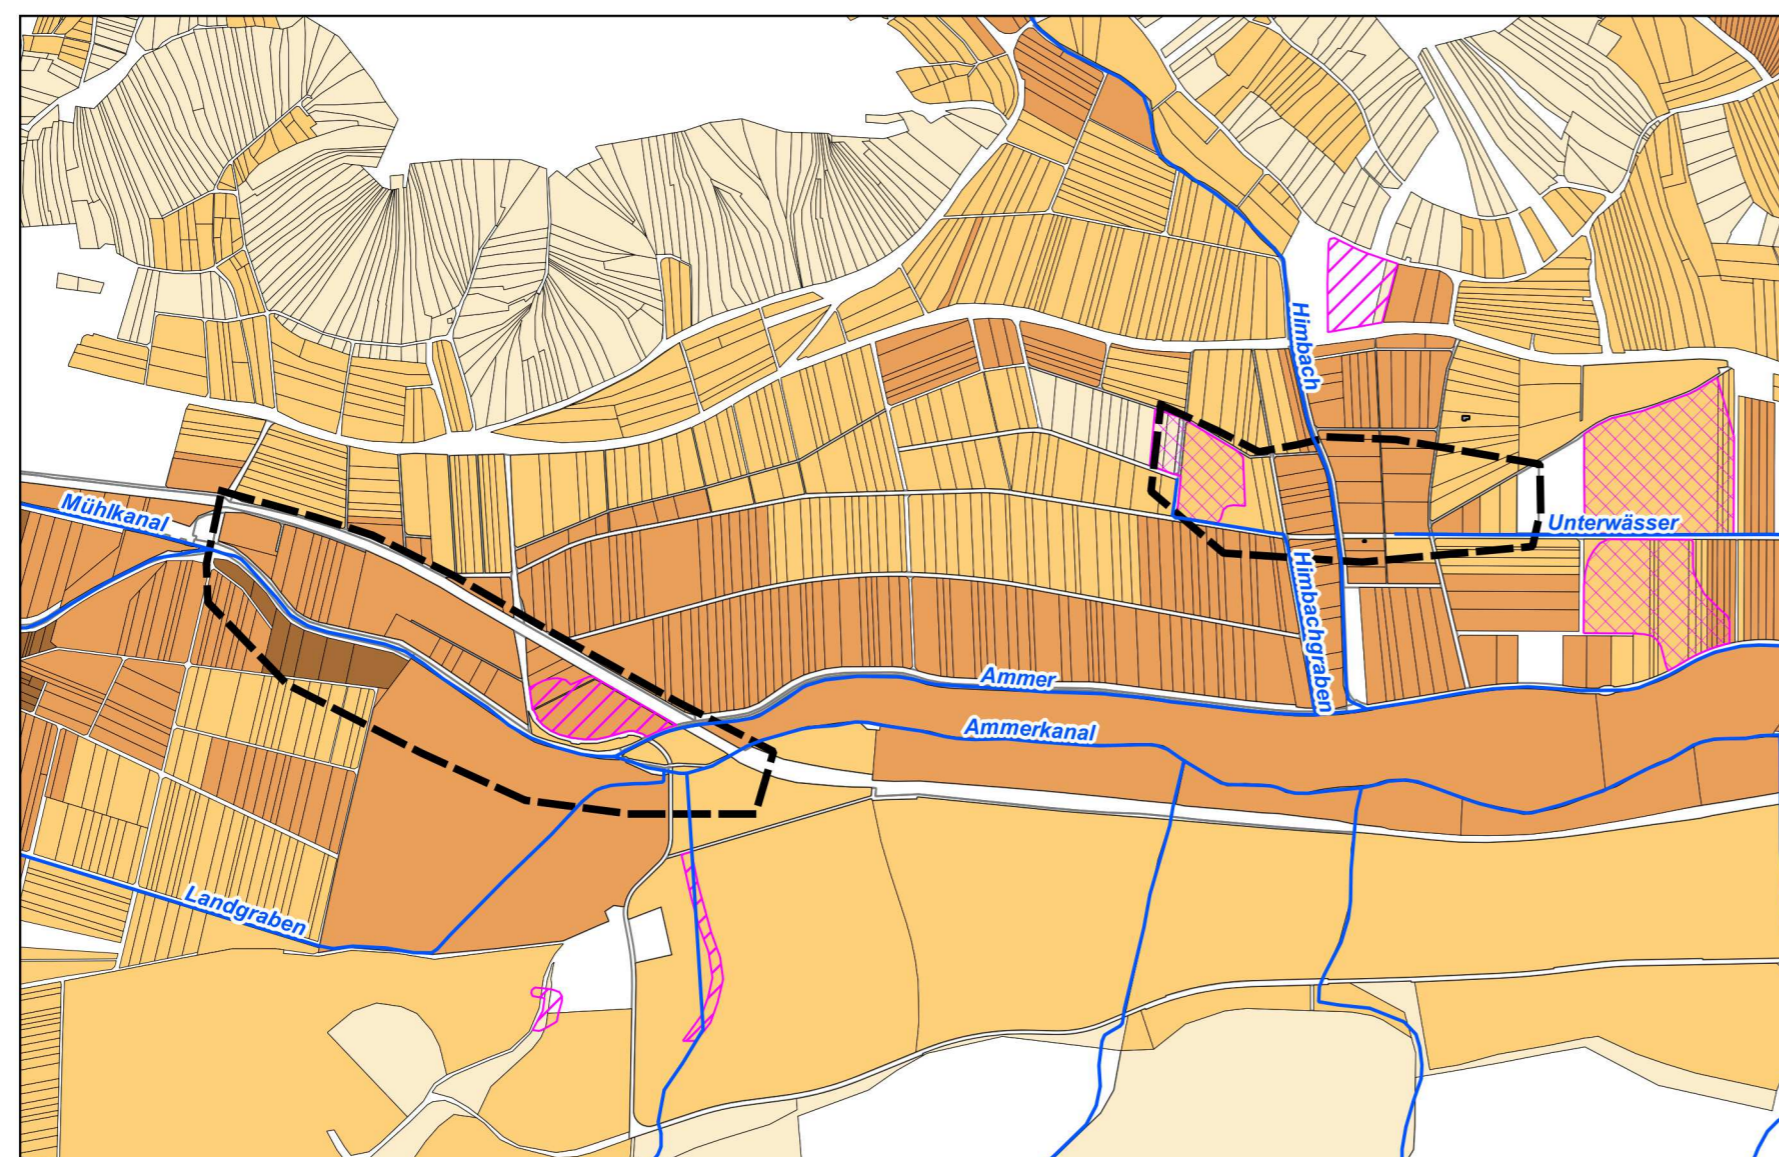 Himbach
Mühlkanal
Unterwässer
Himbachgraben
Ammer
Ammerkanal
Landgraben